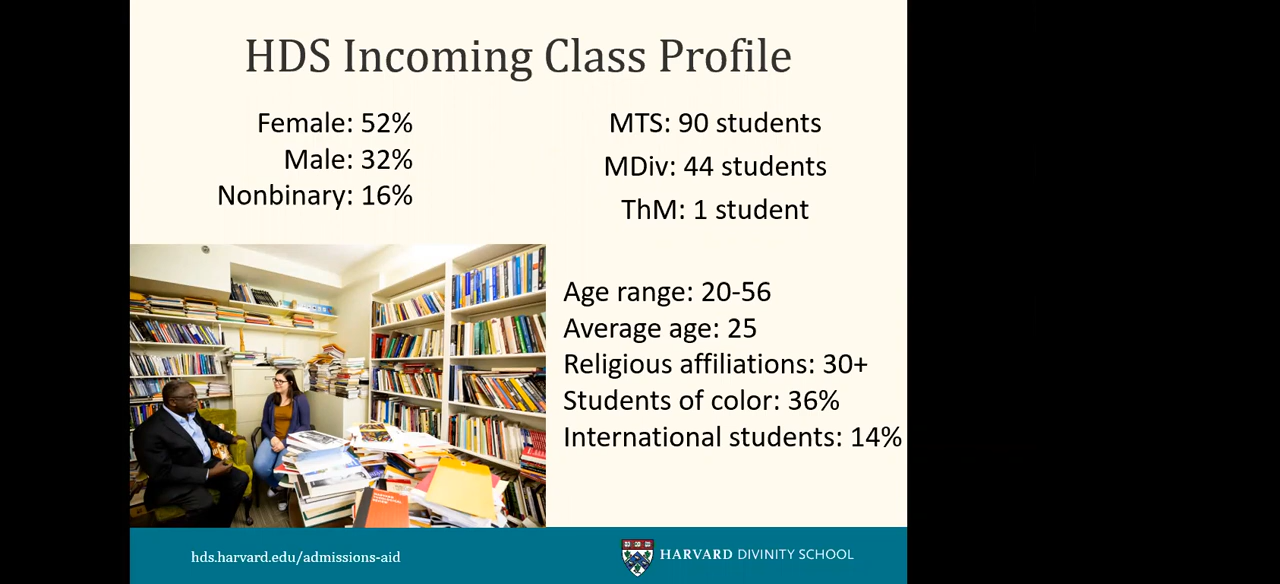 HDS Incoming Class Profile
Female: 52%
Male: 32%
Nonbinary: 16%
MTS: 90 students
MDiv: 44 students
ThM: 1 student
Age range: 20-56
Average age: 25
Religious affiliations: 30+
Students of color: 36%
International students: 14%
hds.harvard.edu/admissions-aid
HARVARD DIVINITY SCHOOL